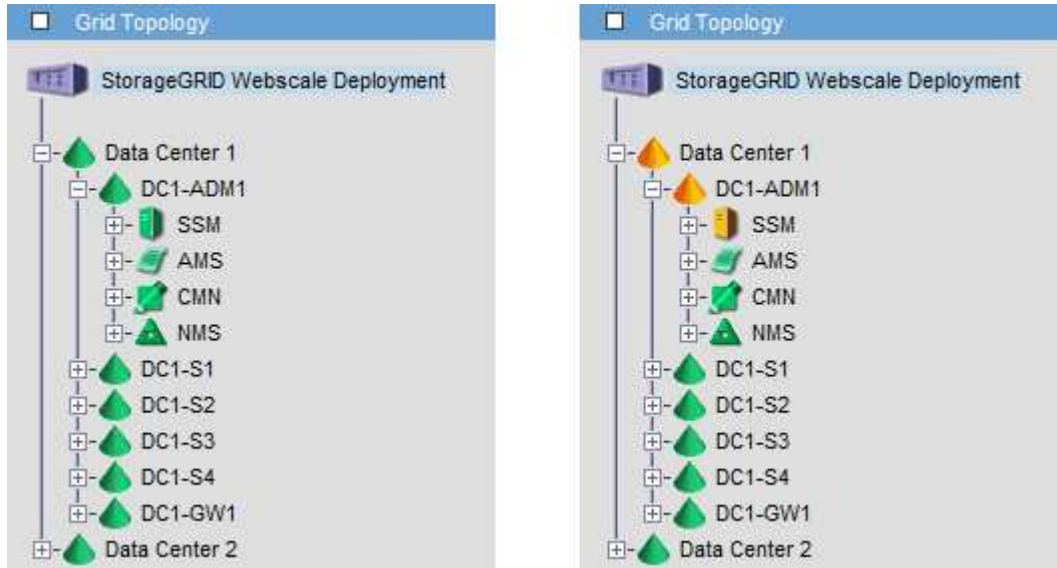 Grid Topology
StorageGRID Webscale Deployment
Data Center 1
DC1-ADM1
SSM
AMS
CMN
NMS
DC1-S1
DC1-S2
DC1-S3
DC1-S4
DC1-GW1
Data Center 2
Grid Topology
StorageGRID Webscale Deployment
Data Center 1
DC1-ADM1
SSM
AMS
CMN
NMS
DC1-S1
DC1-S2
DC1-S3
DC1-S4
DC1-GW1
Data Center 2